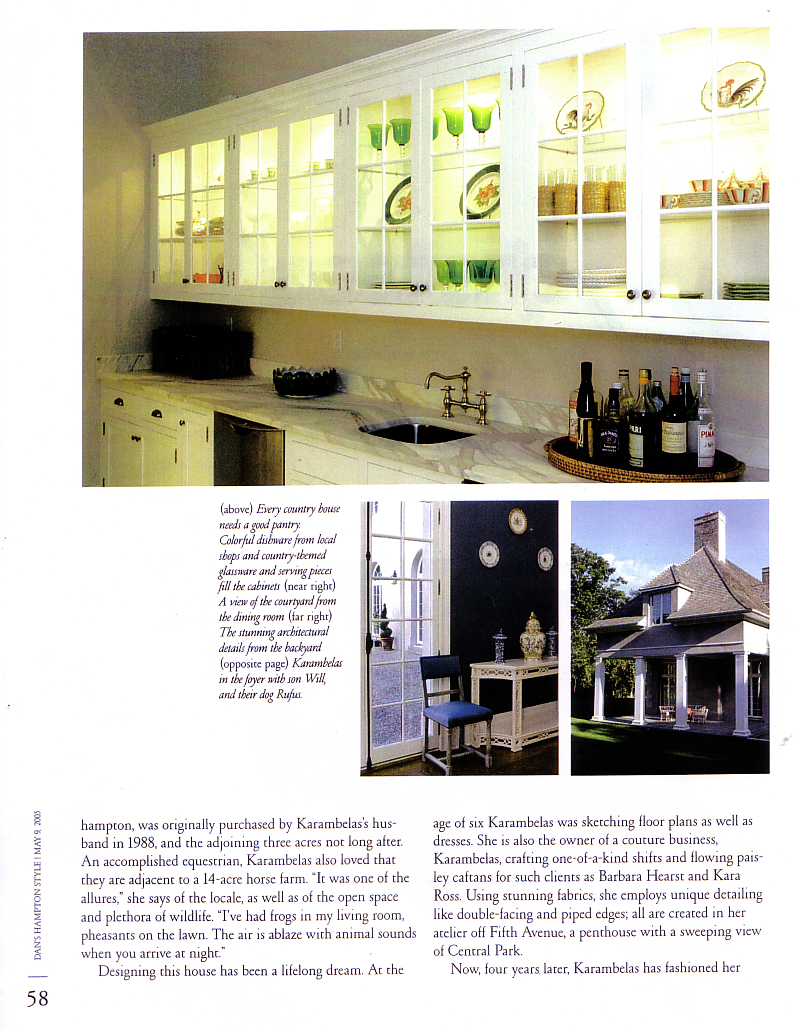 (above) Every country house
needs a good pantry.
Colorful dishware from local
shops and country-themed
glassware and serving pieces
fill the cabinets (near right)
A view of the courtyard from
the dining room (far right)
The stunning architectural
details from the backyard
(opposite page) Karambelas
in the foyer with son Will,
and their dog Rufus.
hampton, was originally purchased by Karambelas's hus-
band in 1988, and the adjoining three acres not long after.
An accomplished equestrian, Karambelas also loved that
they are adjacent to a 14-acre horse farm. "It was one of the
allures," she says of the locale, as well as of the open space
and plethora of wildlife. "I've had frogs in my living room,
pheasants on the lawn. The air is ablaze with animal sounds
when you arrive at night."
Designing this house has been a lifelong dream. At the
age of six Karambelas was sketching floor plans as well as
dresses. She is also the owner of a couture business,
Karambelas, crafting one-of-a-kind shifts and flowing pais-
ley caftans for such clients as Barbara Hearst and Kara
Ross. Using stunning fabrics, she employs unique detailing
like double-facing and piped edges; all are created in her
atelier off Fifth Avenue, a penthouse with a sweeping view
of Central Park.
Now, four years later, Karambelas has fashioned her
DAN'S HAMPTON STYLE | MAY 9, 2005
58